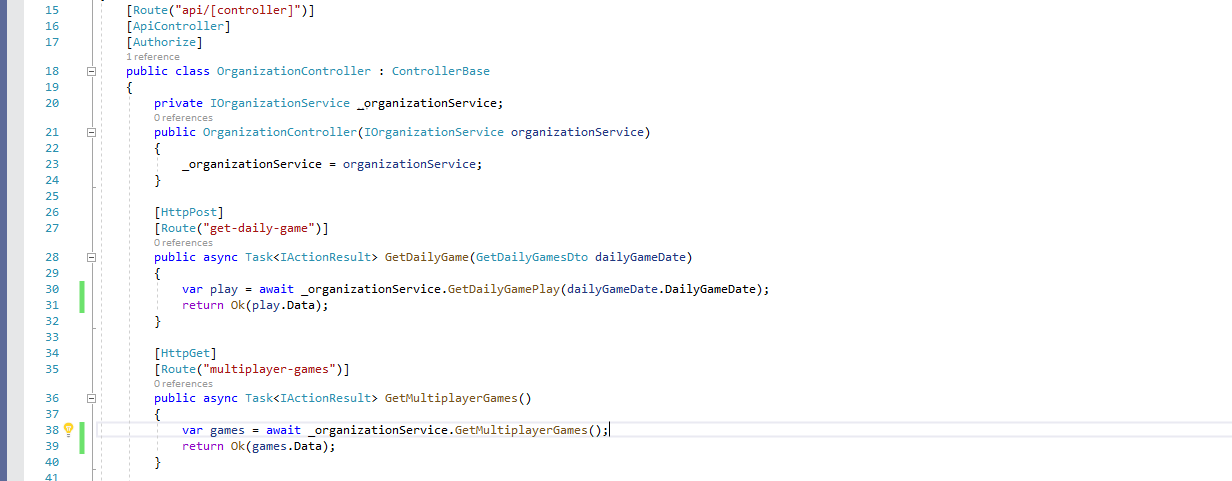 15 [Route("api/[controller]")]
16 [ApiController]
17 [Authorize]
1 reference
18 public class OrganizationController : ControllerBase
19 {
20 private IOrganizationService _organizationService;
0 references
21 public OrganizationController(IOrganizationService organizationService)
22 {
23 _organizationService = organizationService;
24 }
25
26 [HttpPost]
27 [Route("get-daily-game")]
0 references
28 public async Task<IActionResult> GetDailyGame(GetDailyGamesDto dailyGameDate)
29 {
30 var play = await _organizationService.GetDailyGamePlay(dailyGameDate.DailyGameDate);
31 return Ok(play.Data);
32 }
33
34 [HttpGet]
35 [Route("multiplayer-games")]
0 references
36 public async Task<IActionResult> GetMultiplayerGames()
37 {
38 var games = await _organizationService.GetMultiplayerGames();
39 return Ok(games.Data);
40 }
41